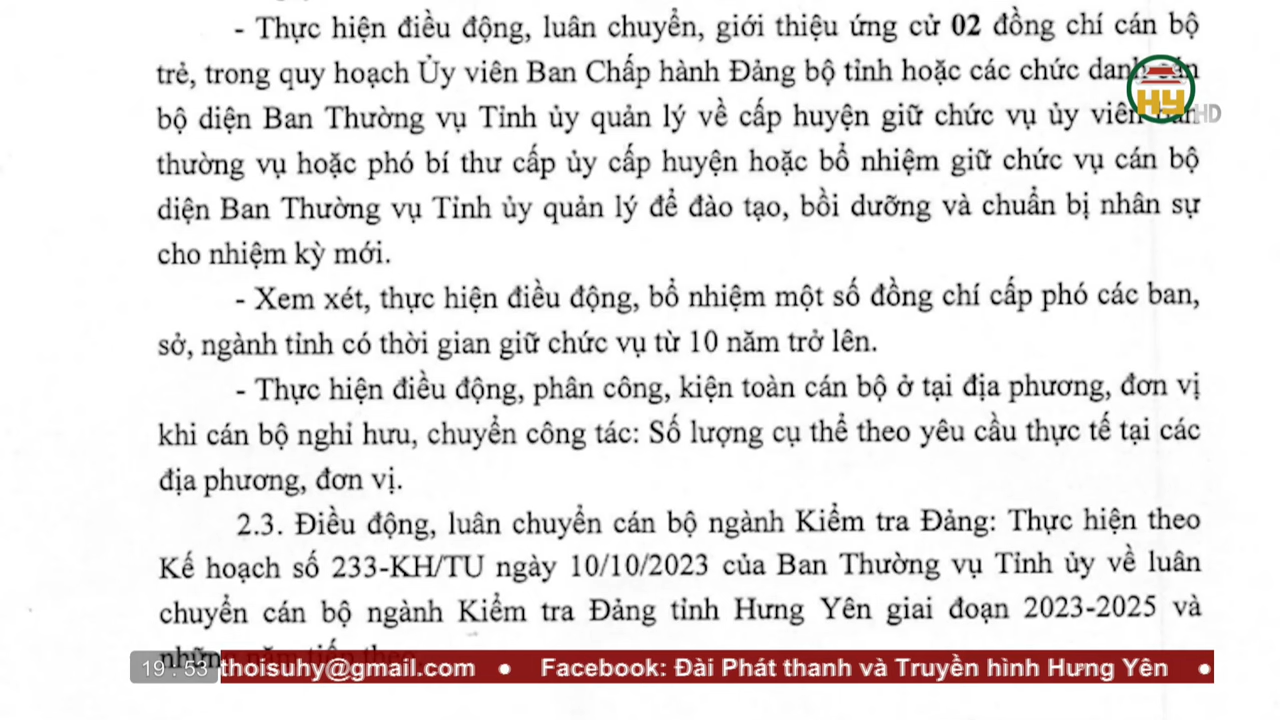 - Thực hiện điều động, luân chuyển, giới thiệu ứng cử 02 đồng chí cán bộ
trẻ, trong quy hoạch Ủy viên Ban Chấp hành Đảng bộ tỉnh hoặc các chức danh cán
bộ diện Ban Thường vụ Tỉnh ủy quản lý về cấp huyện giữ chức vụ ủy viên ban
thường vụ hoặc phó bí thư cấp ủy cấp huyện hoặc bổ nhiệm giữ chức vụ cán bộ
diện Ban Thường vụ Tỉnh ủy quản lý để đào tạo, bồi dưỡng và chuẩn bị nhân sự
cho nhiệm kỳ mới.
- Xem xét, thực hiện điều động, bổ nhiệm một số đồng chí cấp phó các ban,
sở, ngành tỉnh có thời gian giữ chức vụ từ 10 năm trở lên.
- Thực hiện điều động, phân công, kiện toàn cán bộ ở tại địa phương, đơn vị
khi cán bộ nghỉ hưu, chuyển công tác: Số lượng cụ thể theo yêu cầu thực tế tại các
địa phương, đơn vị.
2.3. Điều động, luân chuyển cán bộ ngành Kiểm tra Đảng: Thực hiện theo
Kế hoạch số 233-KH/TU ngày 10/10/2023 của Ban Thường vụ Tỉnh ủy về luân
chuyển cán bộ ngành Kiểm tra Đảng tỉnh Hưng Yên giai đoạn 2023-2025 và
những năm tiếp theo
HY HD
19 : 53 thoisuhy@gmail.com • Facebook: Đài Phát thanh và Truyền hình Hưng Yên •